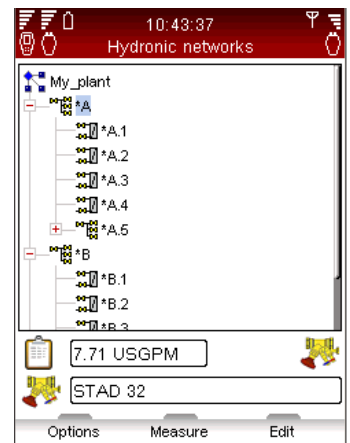 10:43:37
Hydronic networks
My_plant
*A
*A.1
*A.2
*A.3
*A.4
*A.5
*B
*B.1
*B.2
*B.3
7.71 USGPM
STAD 32
Options Measure Edit